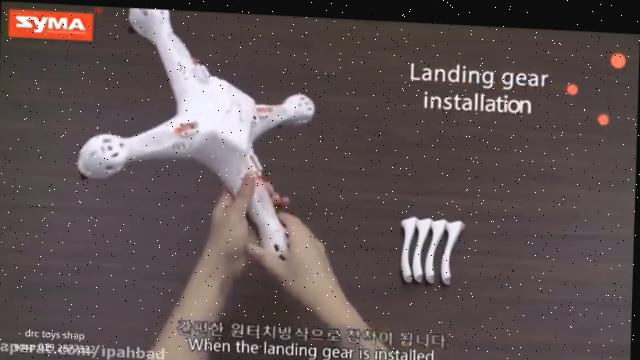 SYMA
Landing gear
installation
간편한 원터치방식으로 장착이 됩니다.
When the landing gear is installed
drc toys shap
aparat.com/ipahbad